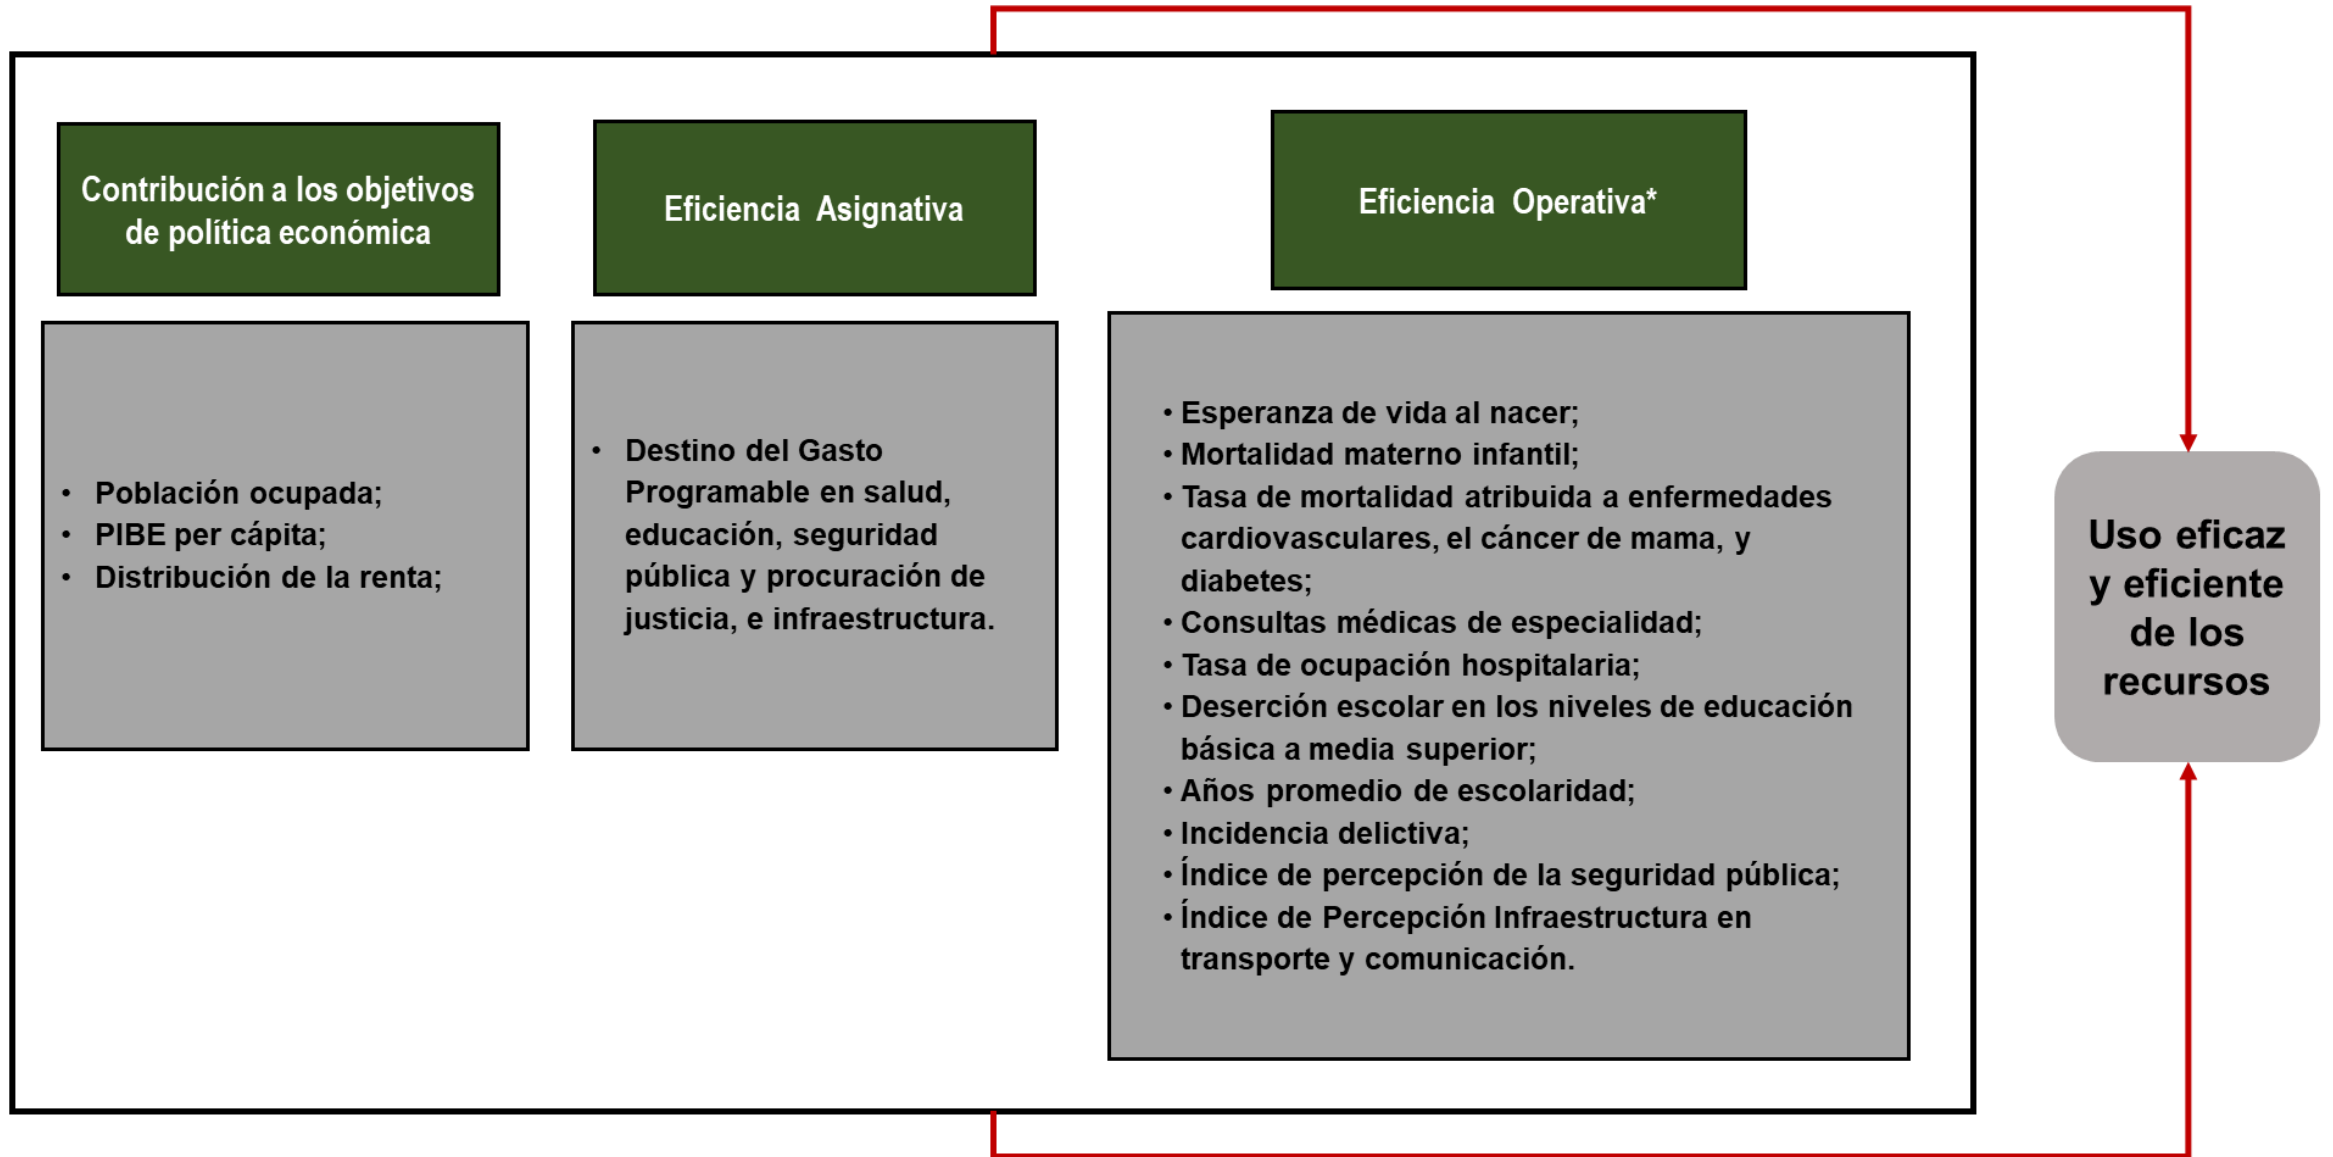 Contribución a los objetivos
de política económica
Eficiencia Asignativa
Eficiencia Operativa*
• Población ocupada;
• PIBE per cápita;
• Distribución de la renta;
• Destino del Gasto
Programable en salud,
educación, seguridad
pública y procuración de
justicia, e infraestructura.
• Esperanza de vida al nacer;
• Mortalidad materno infantil;
• Tasa de mortalidad atribuida a enfermedades
cardiovasculares, el cáncer de mama, y
diabetes;
• Consultas médicas de especialidad;
• Tasa de ocupación hospitalaria;
• Deserción escolar en los niveles de educación
básica a media superior;
• Años promedio de escolaridad;
• Incidencia delictiva;
• Índice de percepción de la seguridad pública;
• Índice de Percepción Infraestructura en
transporte y comunicación.
Uso eficaz
y eficiente
de los
recursos